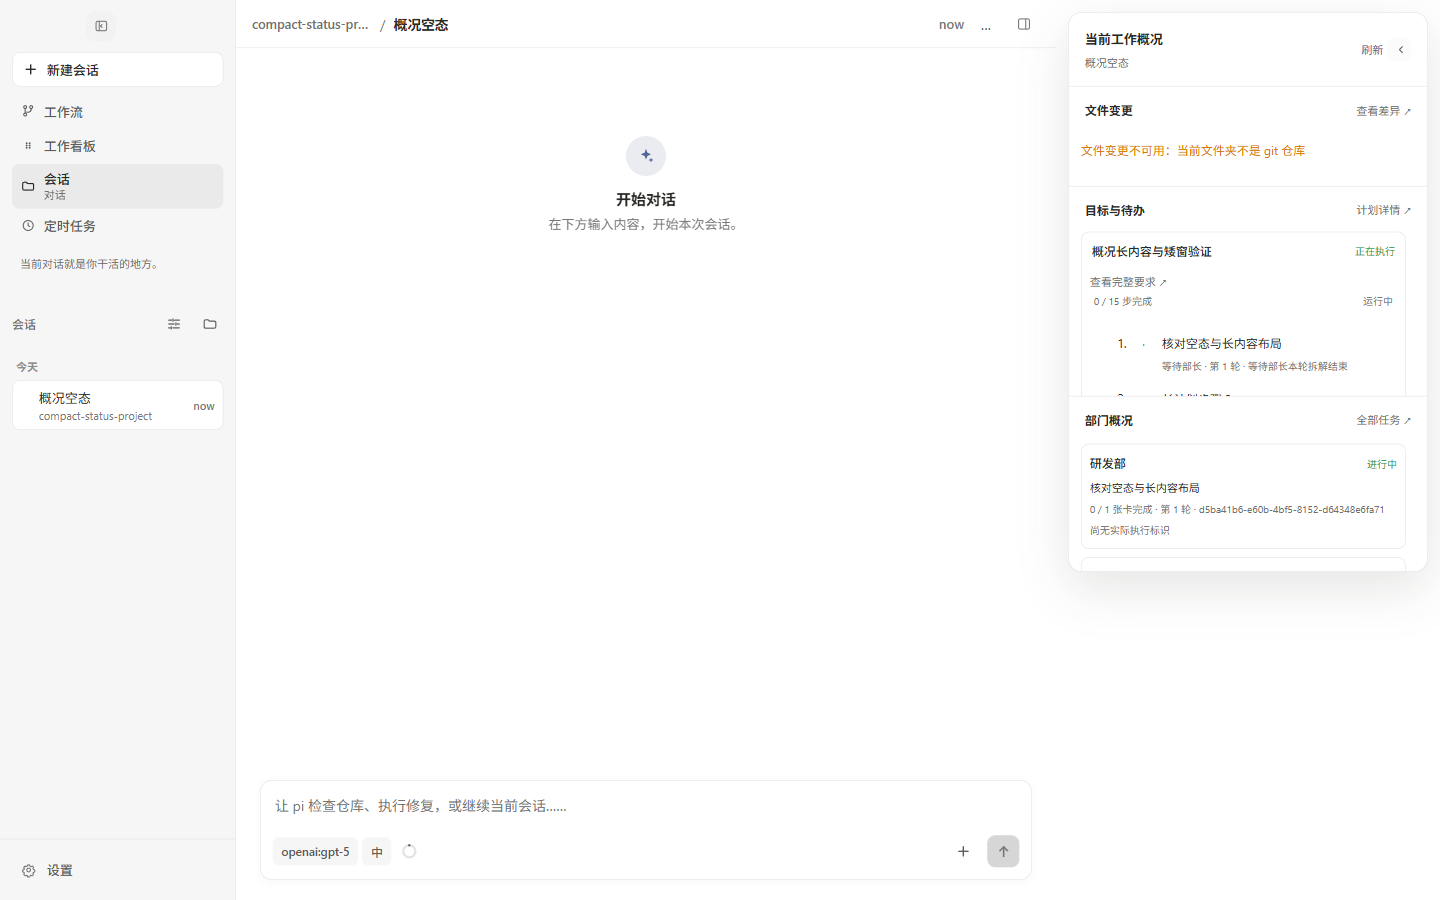 新建会话
工作流
工作看板
会话
对话
定时任务
当前对话就是你干活的地方。
会话
今天
概况空态
compact-status-project
now
设置
compact-status-pr... / 概况空态
now
...
开始对话
在下方输入内容，开始本次会话。
让 pi 检查仓库、执行修复，或继续当前会话......
openai:gpt-5
中
当前工作概况
概况空态
刷新
文件变更
查看差异 ↗
文件变更不可用：当前文件夹不是 git 仓库
目标与待办
计划详情 ↗
概况长内容与矮窗验证
正在执行
查看完整要求 ↗
0 / 15 步完成
运行中
1. · 核对空态与长内容布局
等待部长 · 第 1 轮 · 等待部长本轮拆解结束
部门概况
全部任务 ↗
研发部
进行中
核对空态与长内容布局
0 / 1 张卡完成 · 第 1 轮 · d5ba41b6-e60b-4bf5-8152-d64348e6fa71
尚无实际执行标识